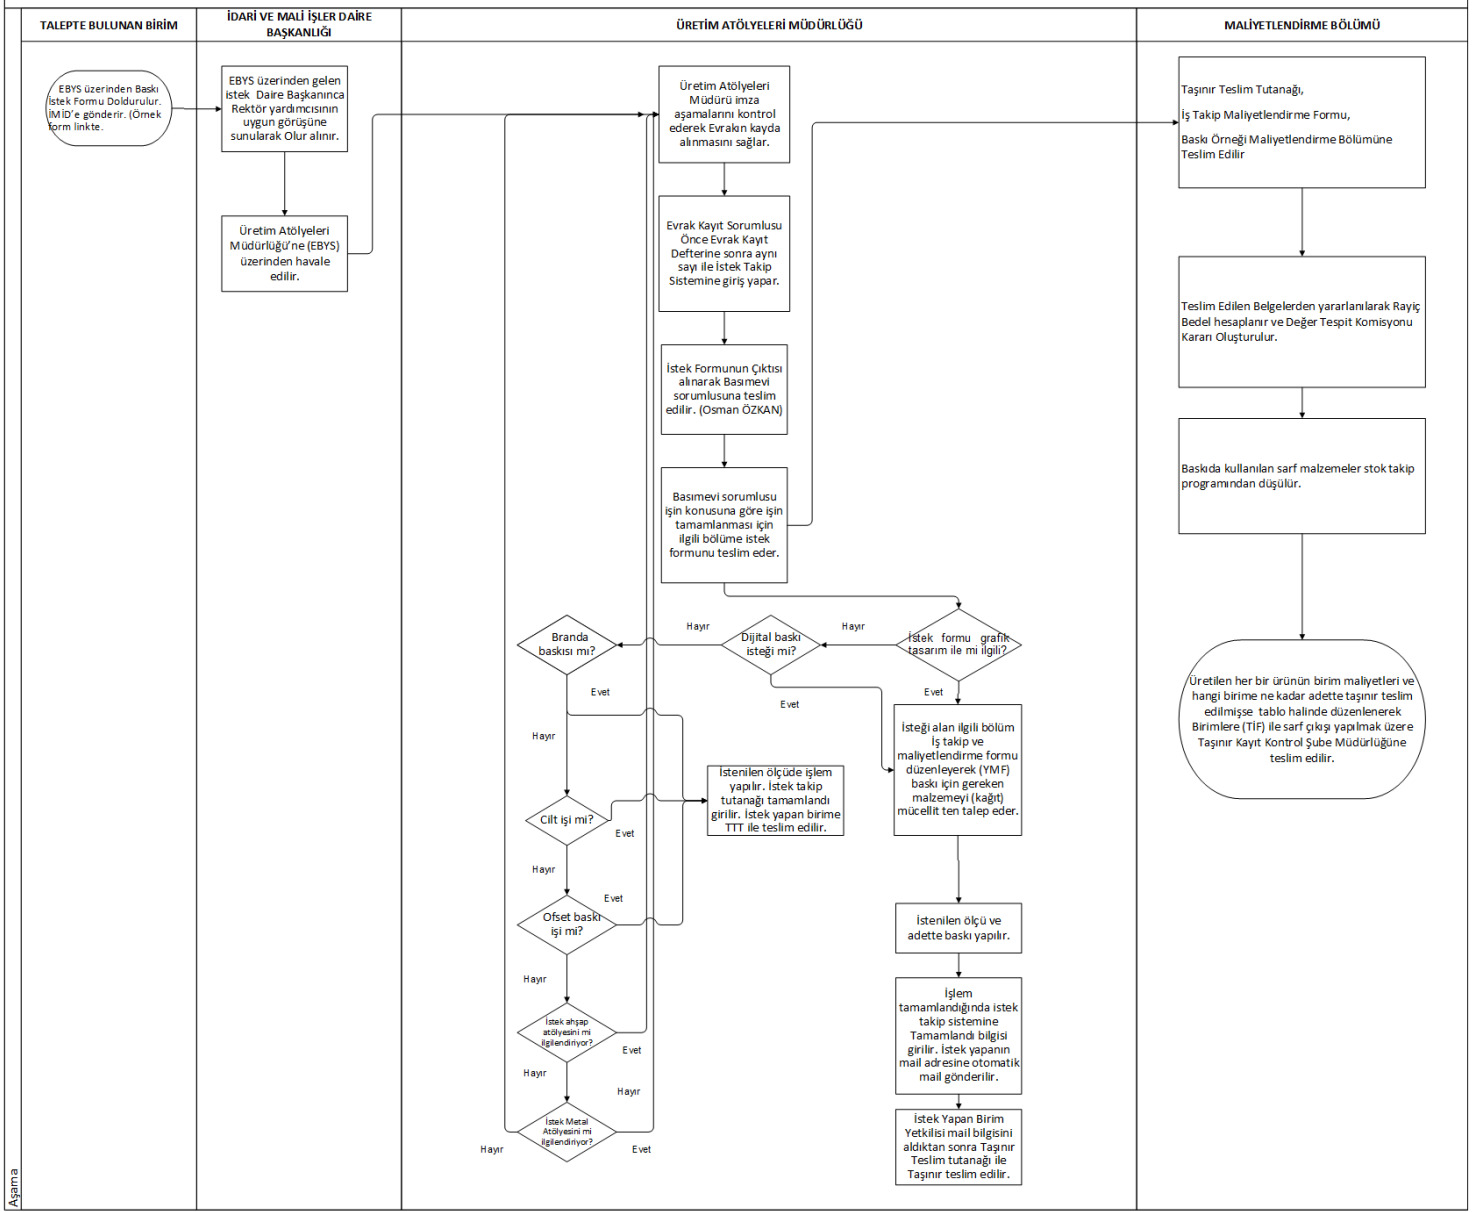 TALEPTE BULUNAN BİRİM
İDARİ VE MALİ İŞLER DAİRE
BAŞKANLIĞI
ÜRETİM ATÖLYELERİ MÜDÜRLÜĞÜ
MALİYETLENDİRME BÖLÜMÜ
EBYS üzerinden Baskı
İstek Formu Doldurulur.
İMİD'e gönderir. (Örnek
form linkte.
EBYS üzerinden gelen
istek Daire Başkanınca
Rektör yardımcısının
uygun görüşüne
sunularak Olur alınır.
Üretim Atölyeleri
Müdürlüğü'ne (EBYS)
üzerinden havale
edilir.
Üretim Atölyeleri
Müdürü imza
aşamalarını kontrol
ederek Evrakın kayda
alınmasını sağlar.
Evrak Kayıt Sorumlusu
Önce Evrak Kayıt
Defterine sonra aynı
sayı ile İstek Takip
Sistemine giriş yapar.
İstek Formunun Çıktısı
alınarak Basımevi
sorumlusuna teslim
edilir. (Osman ÖZKAN)
Basımevi sorumlusu
işin konusuna göre işin
tamamlanması için
ilgili bölüme istek
formunu teslim eder.
İstek formu grafik
tasarım ile mi ilgili?
Hayır
Evet
Dijital baskı
isteği mi?
Hayır
Evet
Branda
baskısı mı?
Evet
Hayır
İsteği alan ilgili bölüm
İş takip ve
maliyetlendirme formu
düzenleyerek (YMF)
baskı için gereken
malzemeyi (kağıt)
mücellit ten talep eder.
İstenilen ölçüde işlem
yapılır. İstek takip
tutanağı tamamlandı
girilir. İstek yapan birime
TTT ile teslim edilir.
Cilt işi mi?
Evet
Hayır
Ofset baskı
işi mi?
Evet
Hayır
İstek ahşap
atölyesini mi
ilgilendiriyor?
Evet
Hayır
Hayır
İstek Metal
Atölyesini mi
ilgilendiriyor?
Hayır
Evet
İstenilen ölçü ve
adette baskı yapılır.
İşlem
tamamlandığında istek
takip sistemine
Tamamlandı bilgisi
girilir. İstek yapanın
mail adresine otomatik
mail gönderilir.
İstek Yapan Birim
Yetkilisi mail bilgisini
aldıktan sonra Taşınır
Teslim tutanağı ile
Taşınır teslim edilir.
Taşınır Teslim Tutanağı,
İş Takip Maliyetlendirme Formu,
Baskı Örneği Maliyetlendirme Bölümüne
Teslim Edilir
Teslim Edilen Belgelerden yararlanılarak Rayiç
Bedel hesaplanır ve Değer Tespit Komisyonu
Kararı Oluşturulur.
Baskıda kullanılan sarf malzemeler stok takip
programından düşülür.
Üretilen her bir ürünün birim maliyetleri ve
hangi birime ne kadar adette taşınır teslim
edilmişse tablo halinde düzenlenerek
Birimlere (TİF) ile sarf çıkışı yapılmak üzere
Taşınır Kayıt Kontrol Şube Müdürlüğüne
teslim edilir.
Aşama